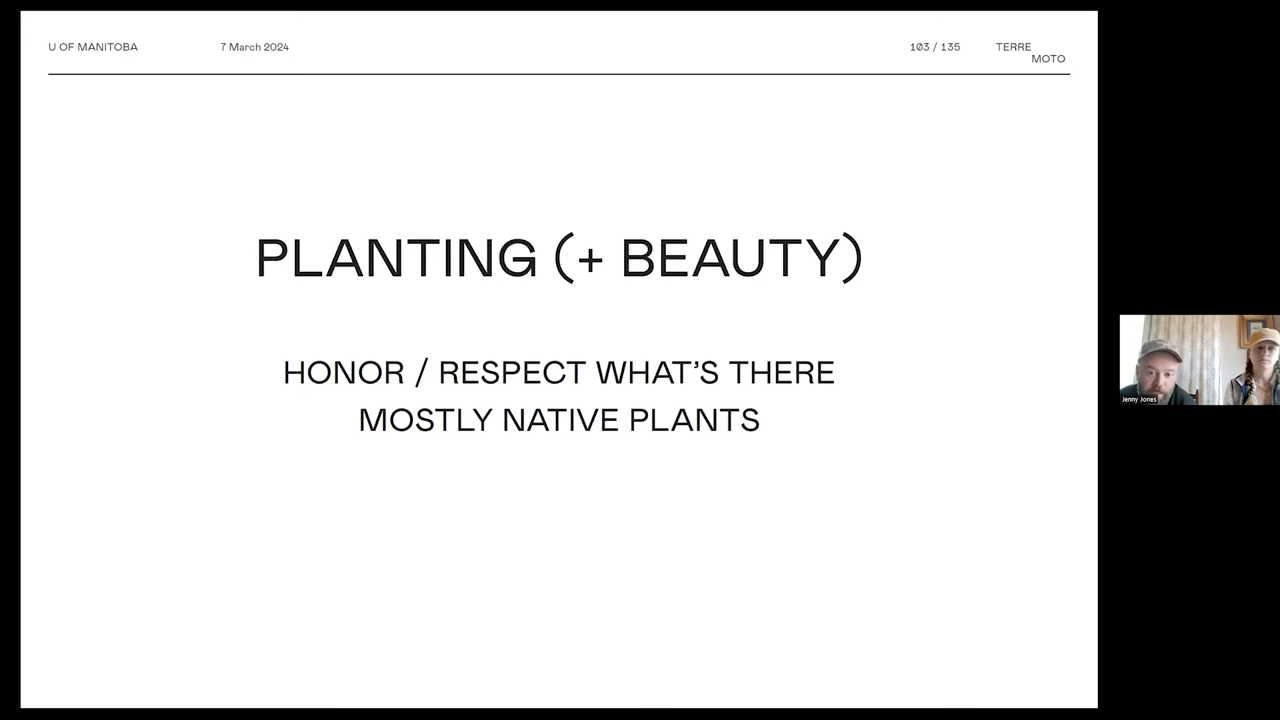 U OF MANITOBA
7 March 2024
103 / 135
TERRE
MOTO
PLANTING (+ BEAUTY)
HONOR / RESPECT WHAT’S THERE
MOSTLY NATIVE PLANTS
Jenny Jones